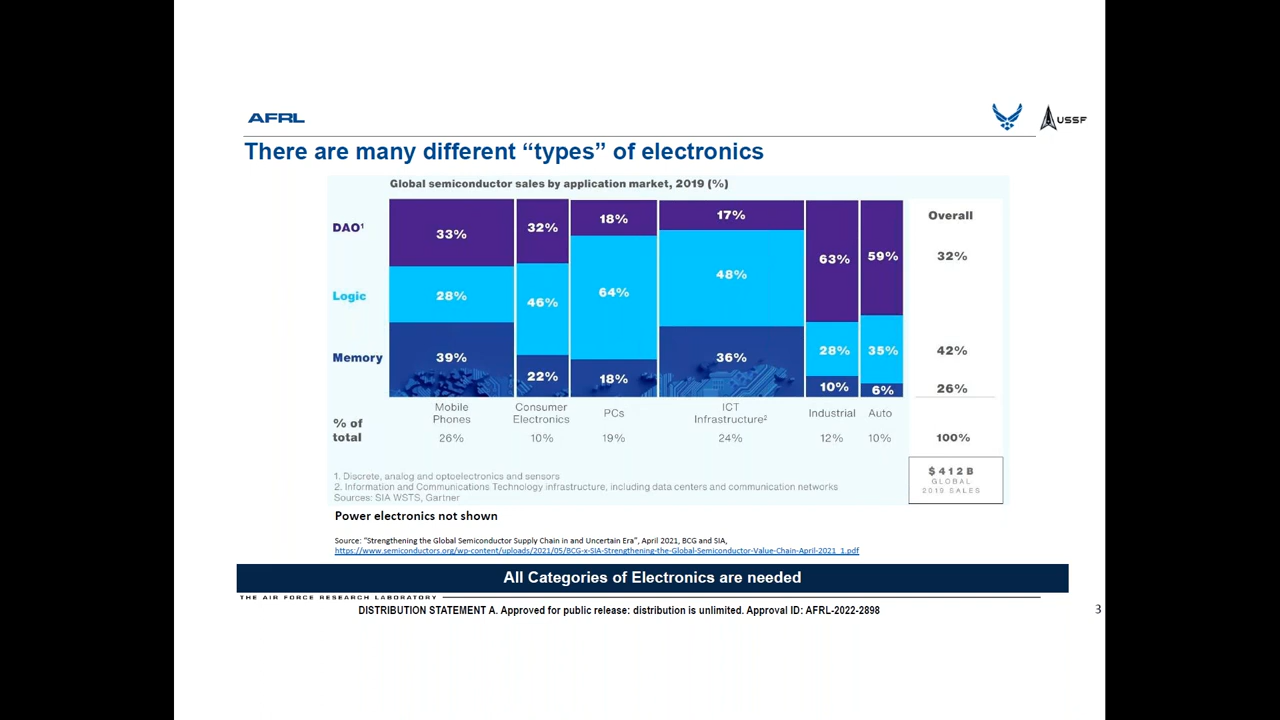 AFRL
USSF
There are many different “types” of electronics
Global semiconductor sales by application market, 2019 (%)
DAO¹ 33% 32% 18% 17% 63% 59%
Logic 28% 46% 64% 48% 28% 35%
Memory 39% 22% 18% 36% 10% 6%
Overall
32%
42%
26%
Mobile Phones
Consumer Electronics
PCs
ICT Infrastructure²
Industrial
Auto
% of total 26% 10% 19% 24% 12% 10% 100%
$412B
GLOBAL
2019 SALES
1. Discrete, analog and optoelectronics and sensors
2. Information and Communications Technology infrastructure, including data centers and communication networks
Sources: SIA WSTS, Gartner
Power electronics not shown
Source: “Strengthening the Global Semiconductor Supply Chain in and Uncertain Era”, April 2021, BCG and SIA,
https://www.semiconductors.org/wp-content/uploads/2021/05/BCG-x-SIA-Strengthening-the-Global-Semiconductor-Value-Chain-April-2021_1.pdf
All Categories of Electronics are needed
THE AIR FORCE RESEARCH LABORATORY
DISTRIBUTION STATEMENT A. Approved for public release: distribution is unlimited. Approval ID: AFRL-2022-2898
3